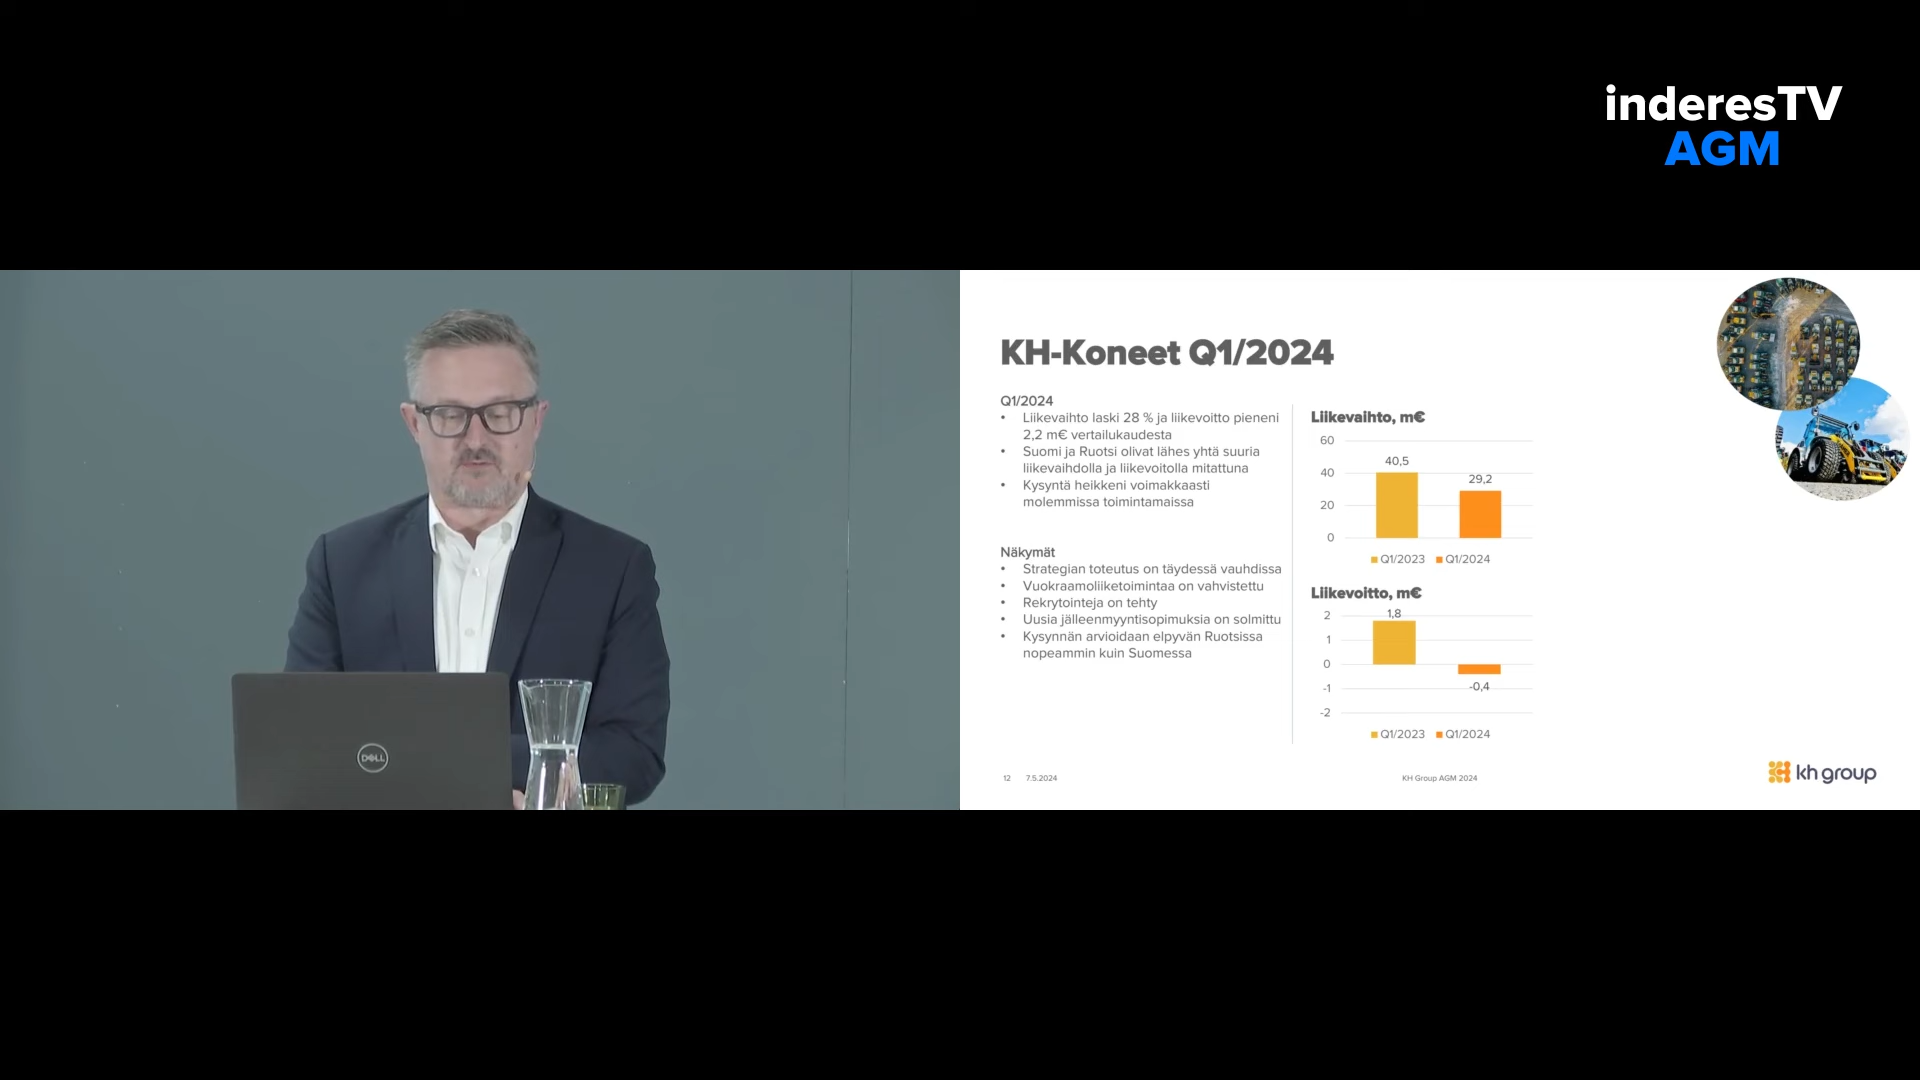 inderesTV
AGM
KH-Koneet Q1/2024
Q1/2024
• Liikevaihto laski 28 % ja liikevoitto pieneni
2,2 m€ vertailukaudesta
• Suomi ja Ruotsi olivat lähes yhtä suuria
liikevaihdolla ja liikevoitolla mitattuna
• Kysyntä heikkeni voimakkaasti
molemmissa toimintamaissa
Näkymät
• Strategian toteutus on täydessä vauhdissa
• Vuokraamoliiketoimintaa on vahvistettu
• Rekrytointeja on tehty
• Uusia jälleenmyyntisopimuksia on solmittu
• Kysynnän arvioidaan elpyvän Ruotsissa
nopeammin kuin Suomessa
Liikevaihto, m€
60
40
20
0
40,5
29,2
Q1/2023 Q1/2024
Liikevoitto, m€
2
1
0
-1
-2
1,8
-0,4
Q1/2023 Q1/2024
12 7.5.2024
KH Group AGM 2024
kh group
DELL